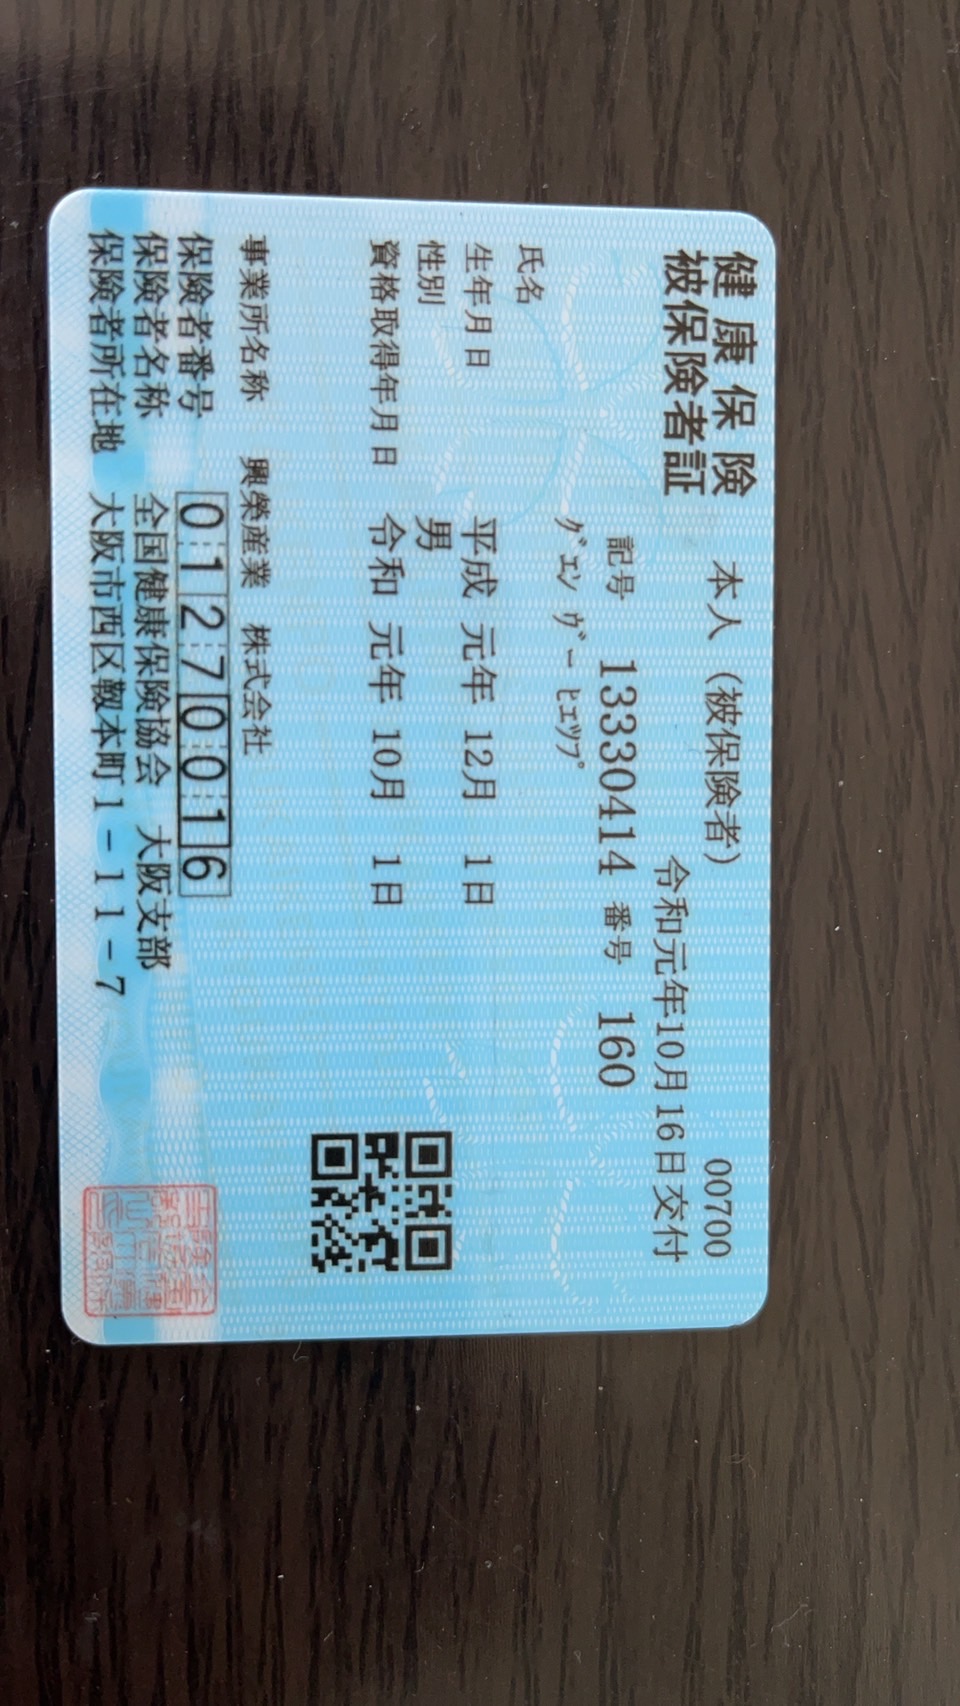 健康保険 本人（被保険者） 00700
被保険者証 令和元年10月16日交付
記号 13330414 番号 160
ｸﾞｴﾝ ｳﾞｰ ﾋｴｯﾌﾟ
氏名
生年月日 平成 元年 12月 1日
性別 男
資格取得年月日 令和 元年 10月 1日
事業所名称 興榮産業 株式会社
保険者番号 01270016
保険者名称 全国健康保険協会 大阪支部
保険者所在地 大阪市西区靱本町1-11-7